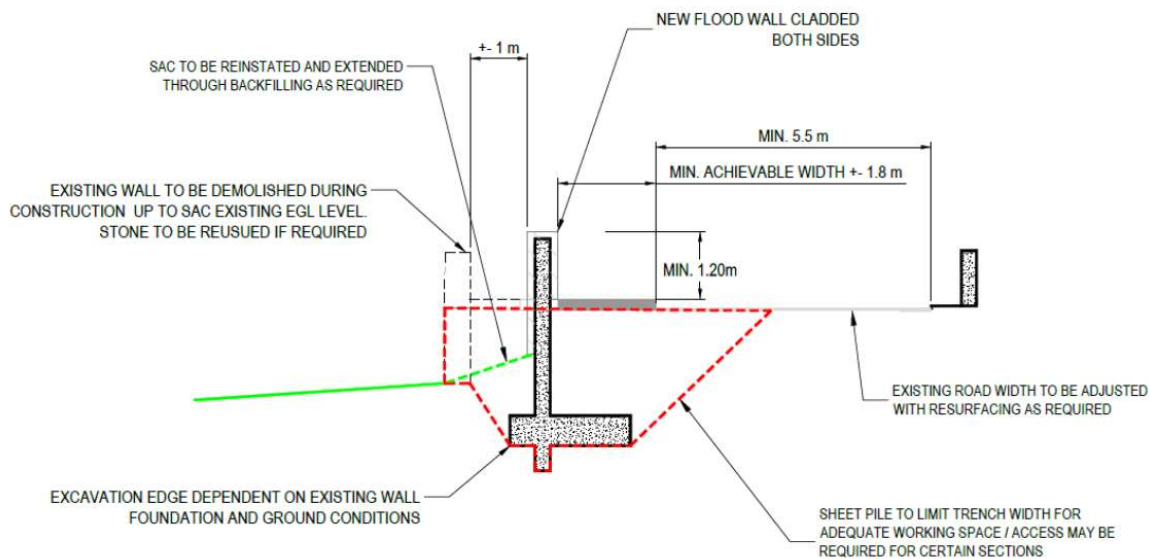 NEW FLOOD WALL CLADDED
BOTH SIDES
+- 1 m
SAC TO BE REINSTATED AND EXTENDED
THROUGH BACKFILLING AS REQUIRED
MIN. 5.5 m
MIN. ACHIEVABLE WIDTH +- 1.8 m
EXISTING WALL TO BE DEMOLISHED DURING
CONSTRUCTION UP TO SAC EXISTING EGL LEVEL.
STONE TO BE REUSUED IF REQUIRED
MIN. 1.20m
EXISTING ROAD WIDTH TO BE ADJUSTED
WITH RESURFACING AS REQUIRED
EXCAVATION EDGE DEPENDENT ON EXISTING WALL
FOUNDATION AND GROUND CONDITIONS
SHEET PILE TO LIMIT TRENCH WIDTH FOR
ADEQUATE WORKING SPACE / ACCESS MAY BE
REQUIRED FOR CERTAIN SECTIONS